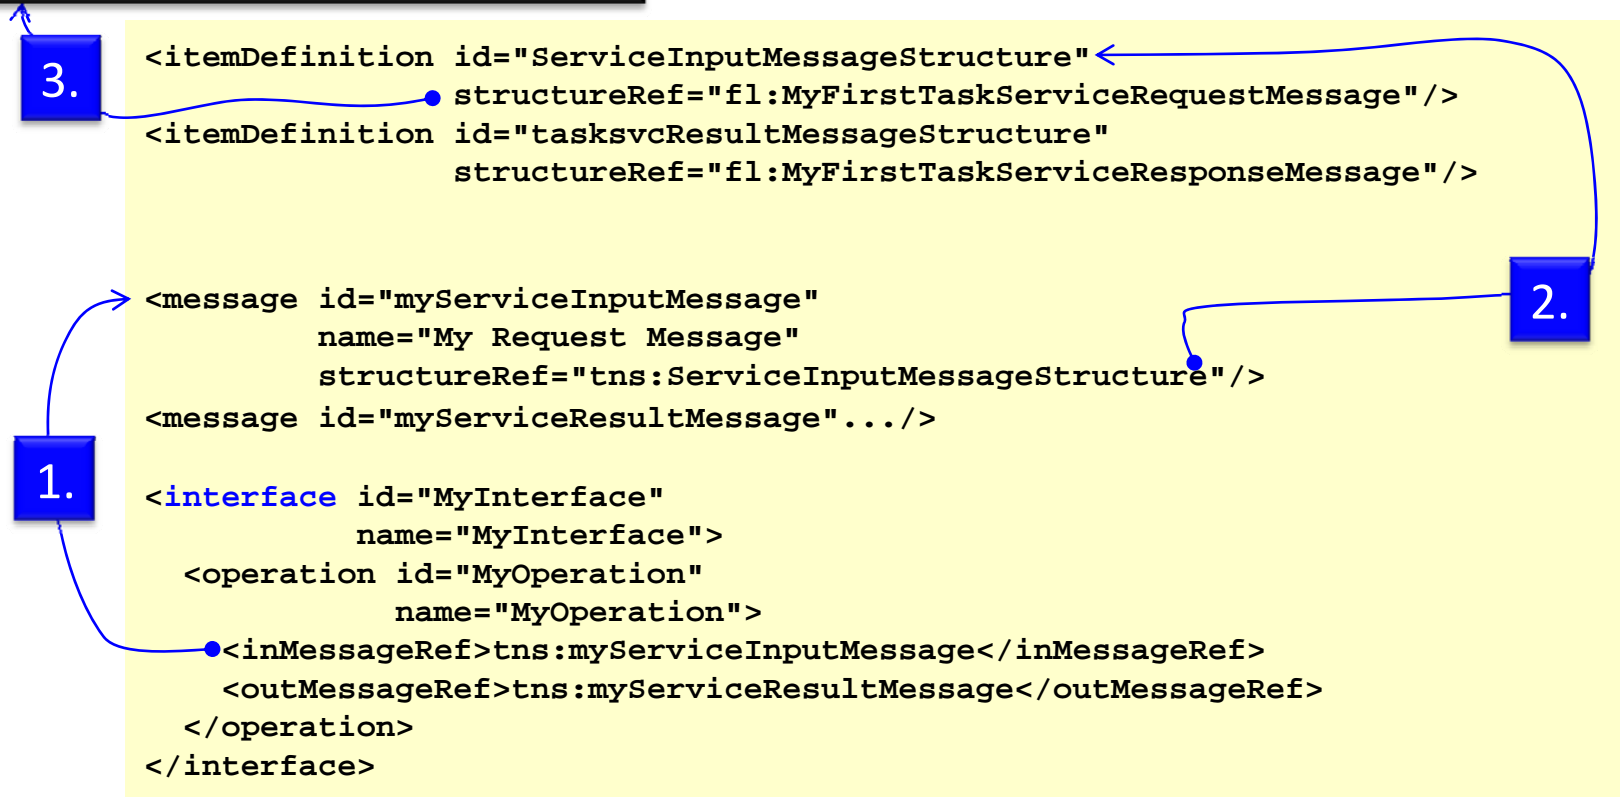 <itemDefinition id="ServiceInputMessageStructure"
3.
structureRef="fl:MyFirstTaskServiceRequestMessage"/>
<itemDefinition id="tasksvcResultMessageStructure"
structureRef="fl:MyFirstTaskServiceResponseMessage"/>
<message id="myServiceInputMessage"
2.
name="My Request Message"
structureRef="tns:ServiceInputMessageStructure"/>
<message id="myServiceResultMessage".../>
1.
<interface id="MyInterface"
name="MyInterface">
<operation id="MyOperation"
name="MyOperation">
<inMessageRef>tns:myServiceInputMessage</inMessageRef>
<outMessageRef>tns:myServiceResultMessage</outMessageRef>
</operation>
</interface>